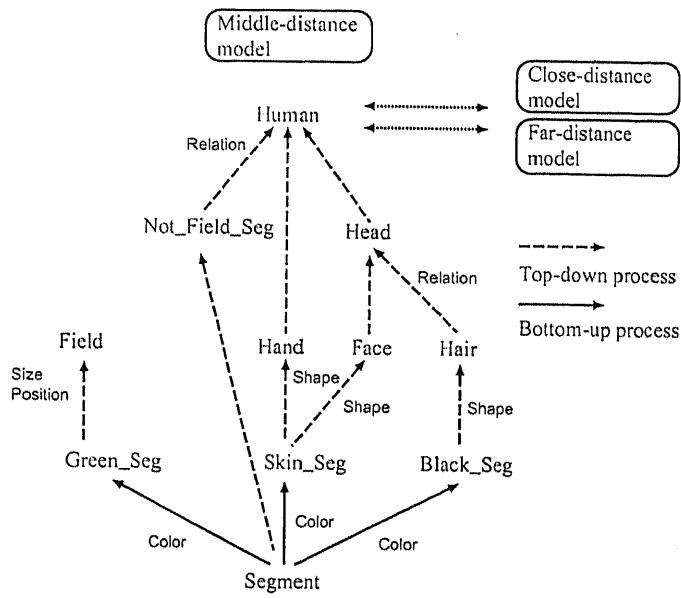 Middle-distance
model
Close-distance
model
Human
Far-distance
model
Relation
Not_Field_Seg
Head
Relation
Top-down process
Bottom-up process
Field
Hand
Face
Hair
Size
Position
Shape
Shape
Shape
Green_Seg
Skin_Seg
Black_Seg
Color
Color
Color
Segment